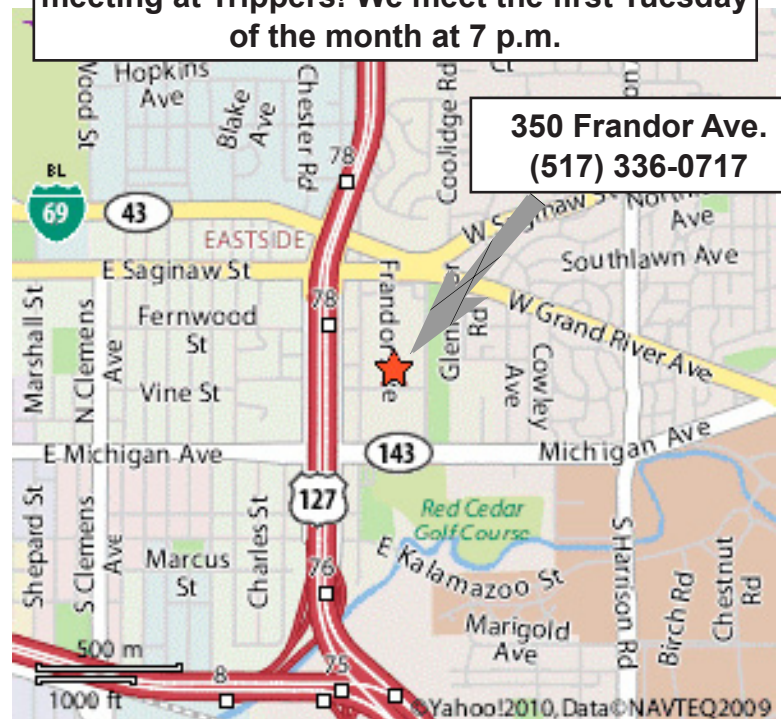 meeting at Trippers! We meet the first Tuesday
of the month at 7 p.m.
350 Frandor Ave.
(517) 336-0717
Hopkins
Ave
Wood St
Blake
Ave
Chester Rd
Coolidge Rd
Ct
78
BL
69
43
EASTSIDE
W Saginaw St
Ave
Southlawn Ave
E Saginaw St
78
Frandor
W Grand River Ave
Marshall St
N Clemens
Ave
Fernwood
St
Vine St
Rd
Cowley
Ave
E Michigan Ave
143
Michigan Ave
127
Shepard St
S Clemens
Ave
Marcus
St
Charles St
Red Cedar
Golf Course
E Kalamazoo St
S Harrison Rd
Birch Rd
Chestnut
Rd
76
Marigold
Ave
500 m
1000 ft
8
75
©Yahoo!2010, Data©NAVTEQ2009